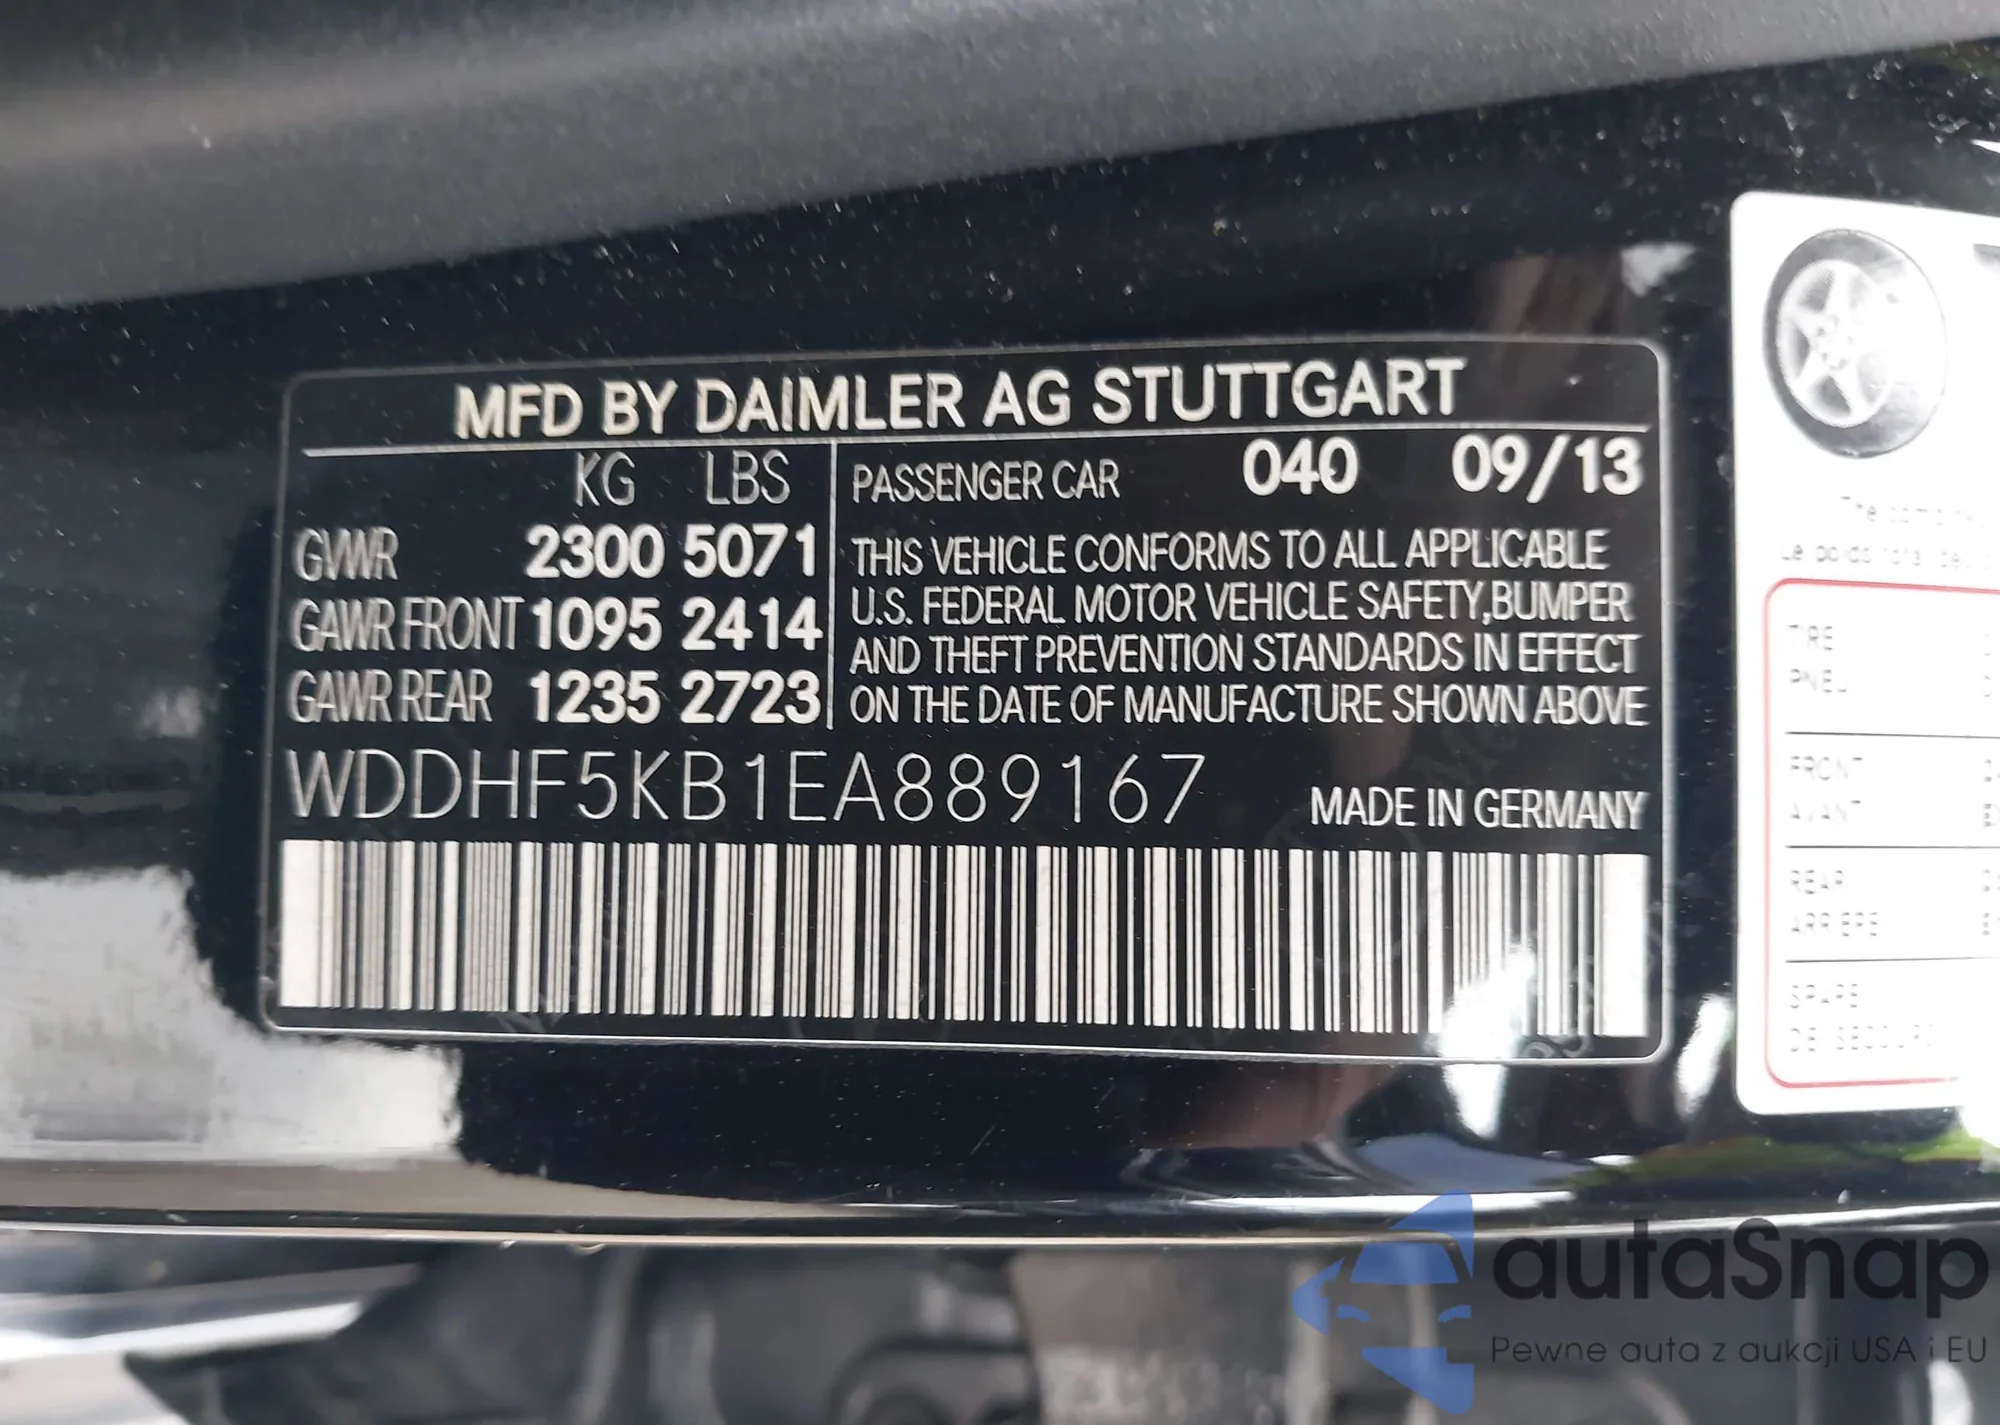 MFD BY DAIMLER AG STUTTGART
KG LBS
GVWR 2300 5071
GAWR FRONT 1095 2414
GAWR REAR 1235 2723
PASSENGER CAR 040 09/13
THIS VEHICLE CONFORMS TO ALL APPLICABLE
U.S. FEDERAL MOTOR VEHICLE SAFETY,BUMPER
AND THEFT PREVENTION STANDARDS IN EFFECT
ON THE DATE OF MANUFACTURE SHOWN ABOVE
WDDHF5KB1EA889167
MADE IN GERMANY
TIRE
PNEU
FRONT
AVANT
REAR
ARRIERE
SPARE
DE SECOURS
autaSnap
Pewne auta z aukcji USA i EU